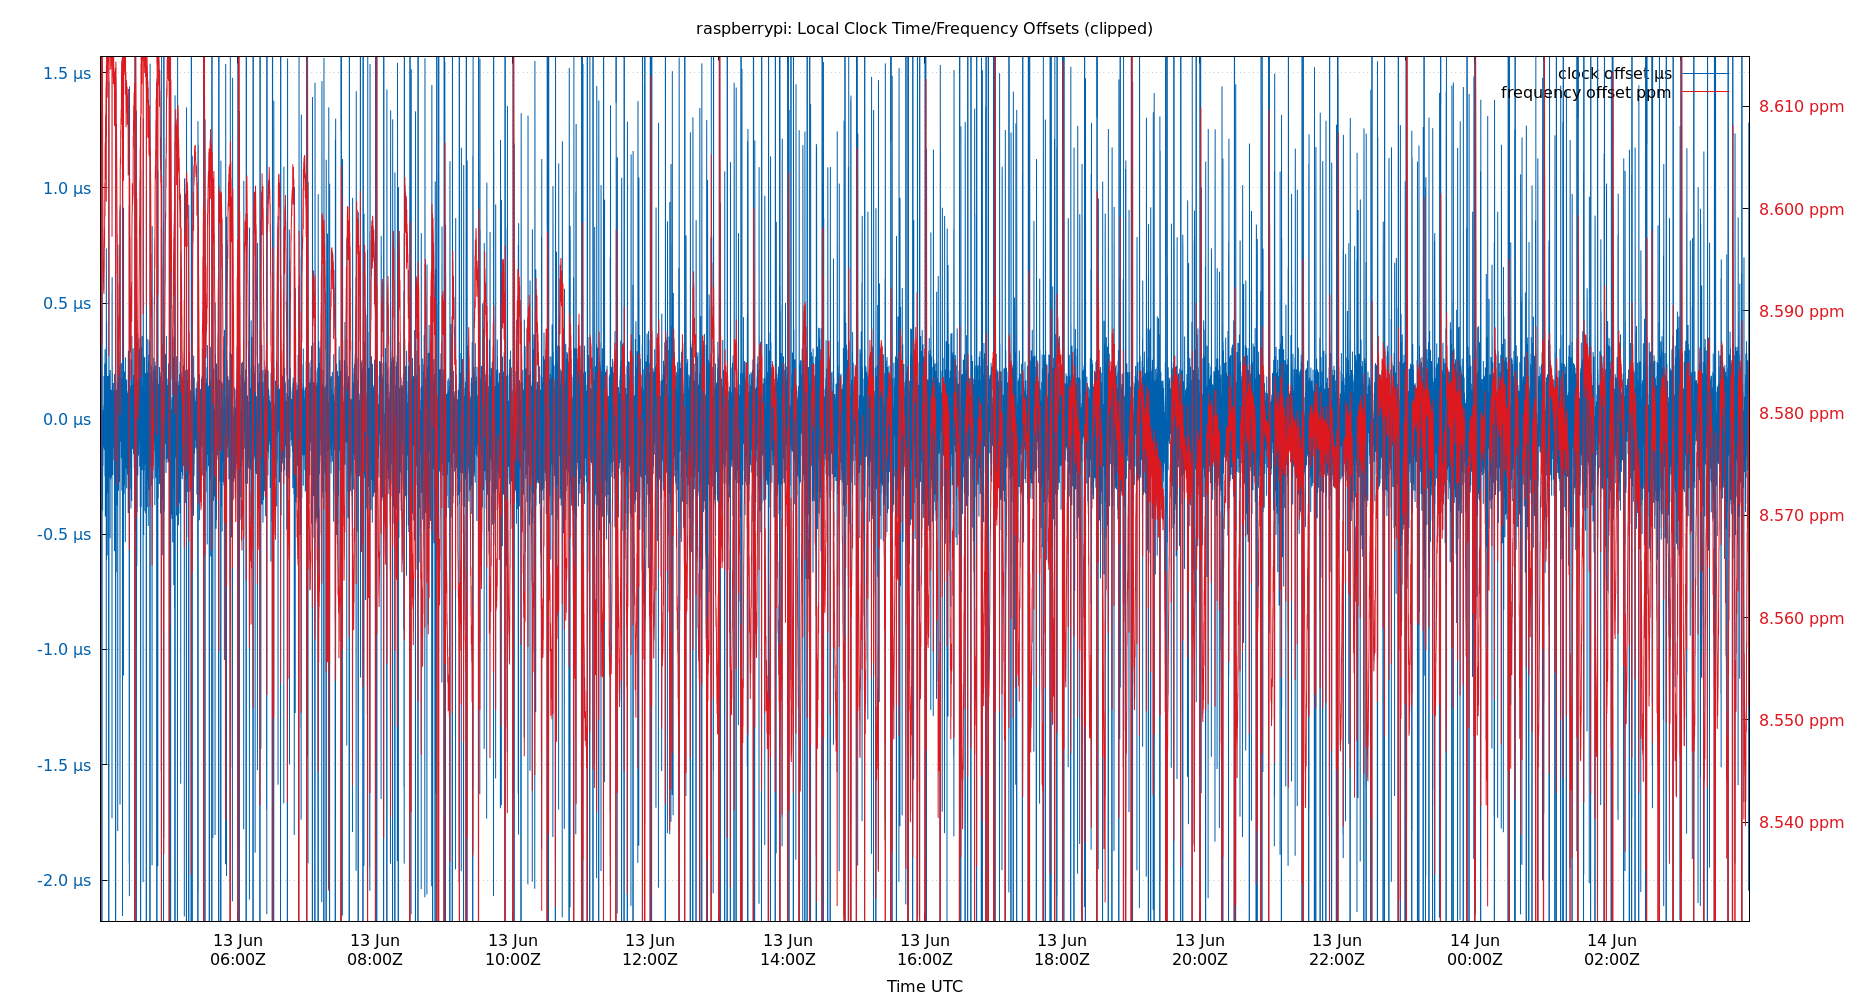 raspberrypi: Local Clock Time/Frequency Offsets (clipped)
clock offset µs
frequency offset ppm
1.5 µs
1.0 µs
0.5 µs
0.0 µs
-0.5 µs
-1.0 µs
-1.5 µs
-2.0 µs
8.610 ppm
8.600 ppm
8.590 ppm
8.580 ppm
8.570 ppm
8.560 ppm
8.550 ppm
8.540 ppm
13 Jun 13 Jun 13 Jun 13 Jun 13 Jun 13 Jun 13 Jun 13 Jun 13 Jun 14 Jun 14 Jun
06:00Z 08:00Z 10:00Z 12:00Z 14:00Z 16:00Z 18:00Z 20:00Z 22:00Z 00:00Z 02:00Z
Time UTC